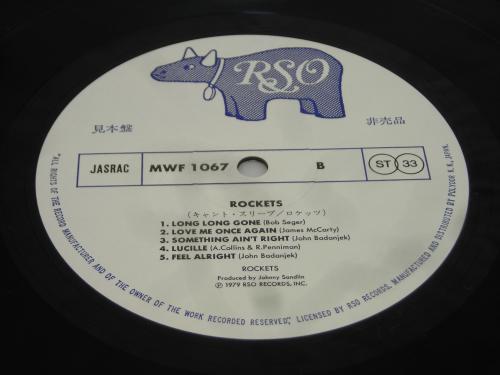 RSO
見本盤
非売品
JASRAC
MWF 1067
B
ST 33
ROCKETS
(キャント・スリープ/ロケッツ)
1. LONG LONG GONE (Bob Seger)
2. LOVE ME ONCE AGAIN (James McCarty)
3. SOMETHING AIN'T RIGHT (John Badanjek)
4. LUCILLE (A.Collins & R.Penniman)
5. FEEL ALRIGHT (John Badanjek)
ROCKETS
Produced by Johnny Sandlin
Ⓟ 1979 RSO RECORDS, INC.
"ALL RIGHTS OF THE RECORD MANUFACTURER AND OF THE OWNER OF THE WORK RECORDED RESERVED", LICENSED BY RSO RECORDS. MANUFACTURED AND DISTRIBUTED BY POLYDOR K.K., JAPAN.